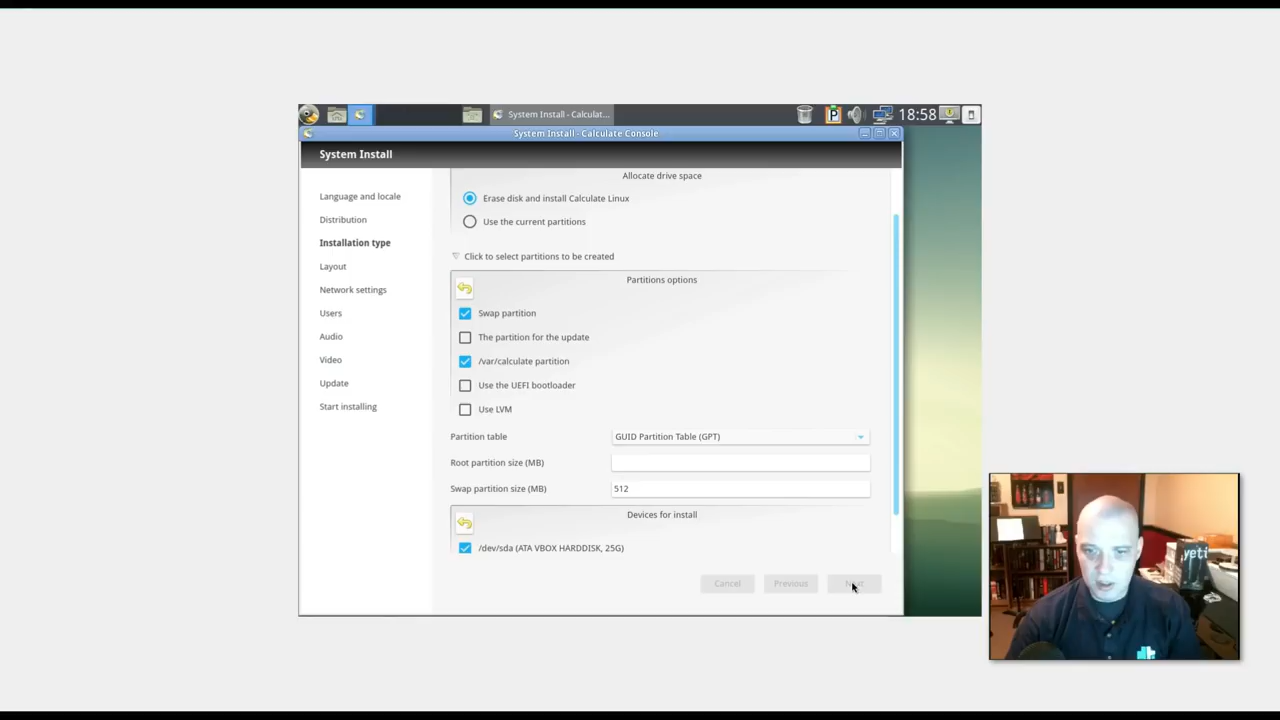 System Install - Calculat...
18:58
System Install - Calculate Console
System Install
Language and locale
Distribution
Installation type
Layout
Network settings
Users
Audio
Video
Update
Start installing
Allocate drive space
Erase disk and install Calculate Linux
Use the current partitions
Click to select partitions to be created
Partitions options
Swap partition
The partition for the update
/var/calculate partition
Use the UEFI bootloader
Use LVM
Partition table
GUID Partition Table (GPT)
Root partition size (MB)
Swap partition size (MB)
512
Devices for install
/dev/sda (ATA VBOX HARDDISK, 25G)
Cancel
Previous
Next
yeti